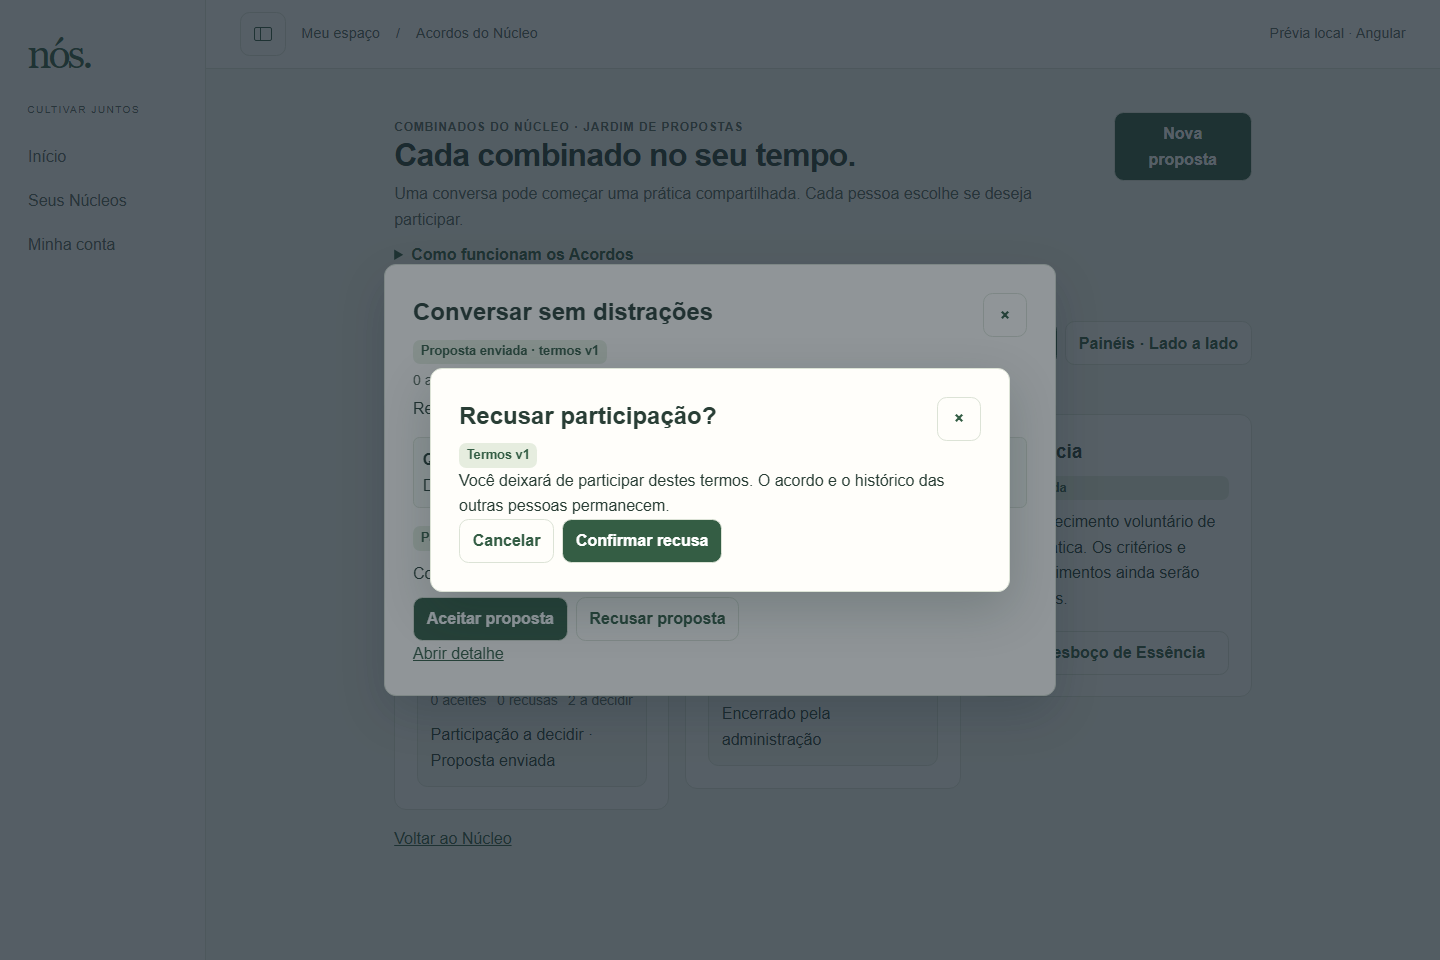 nós.
CULTIVAR JUNTOS
Início
Seus Núcleos
Minha conta
Meu espaço / Acordos do Núcleo
Prévia local · Angular
COMBINADOS DO NÚCLEO · JARDIM DE PROPOSTAS
Cada combinado no seu tempo.
Uma conversa pode começar uma prática compartilhada. Cada pessoa escolhe se deseja
participar.
Nova
proposta
Como funcionam os Acordos
Painéis · Lado a lado
Conversar sem distrações
×
Proposta enviada · termos v1
0 a
Re
Recusar participação?
×
Termos v1
Você deixará de participar destes termos. O acordo e o histórico das
outras pessoas permanecem.
Cancelar
Confirmar recusa
Aceitar proposta
Recusar proposta
Abrir detalhe
cia
da
ecimento voluntário de
tica. Os critérios e
imentos ainda serão
s.
esboço de Essência
0 aceites 0 recusas 2 a decidir
Participação a decidir ·
Proposta enviada
Encerrado pela
administração
Voltar ao Núcleo